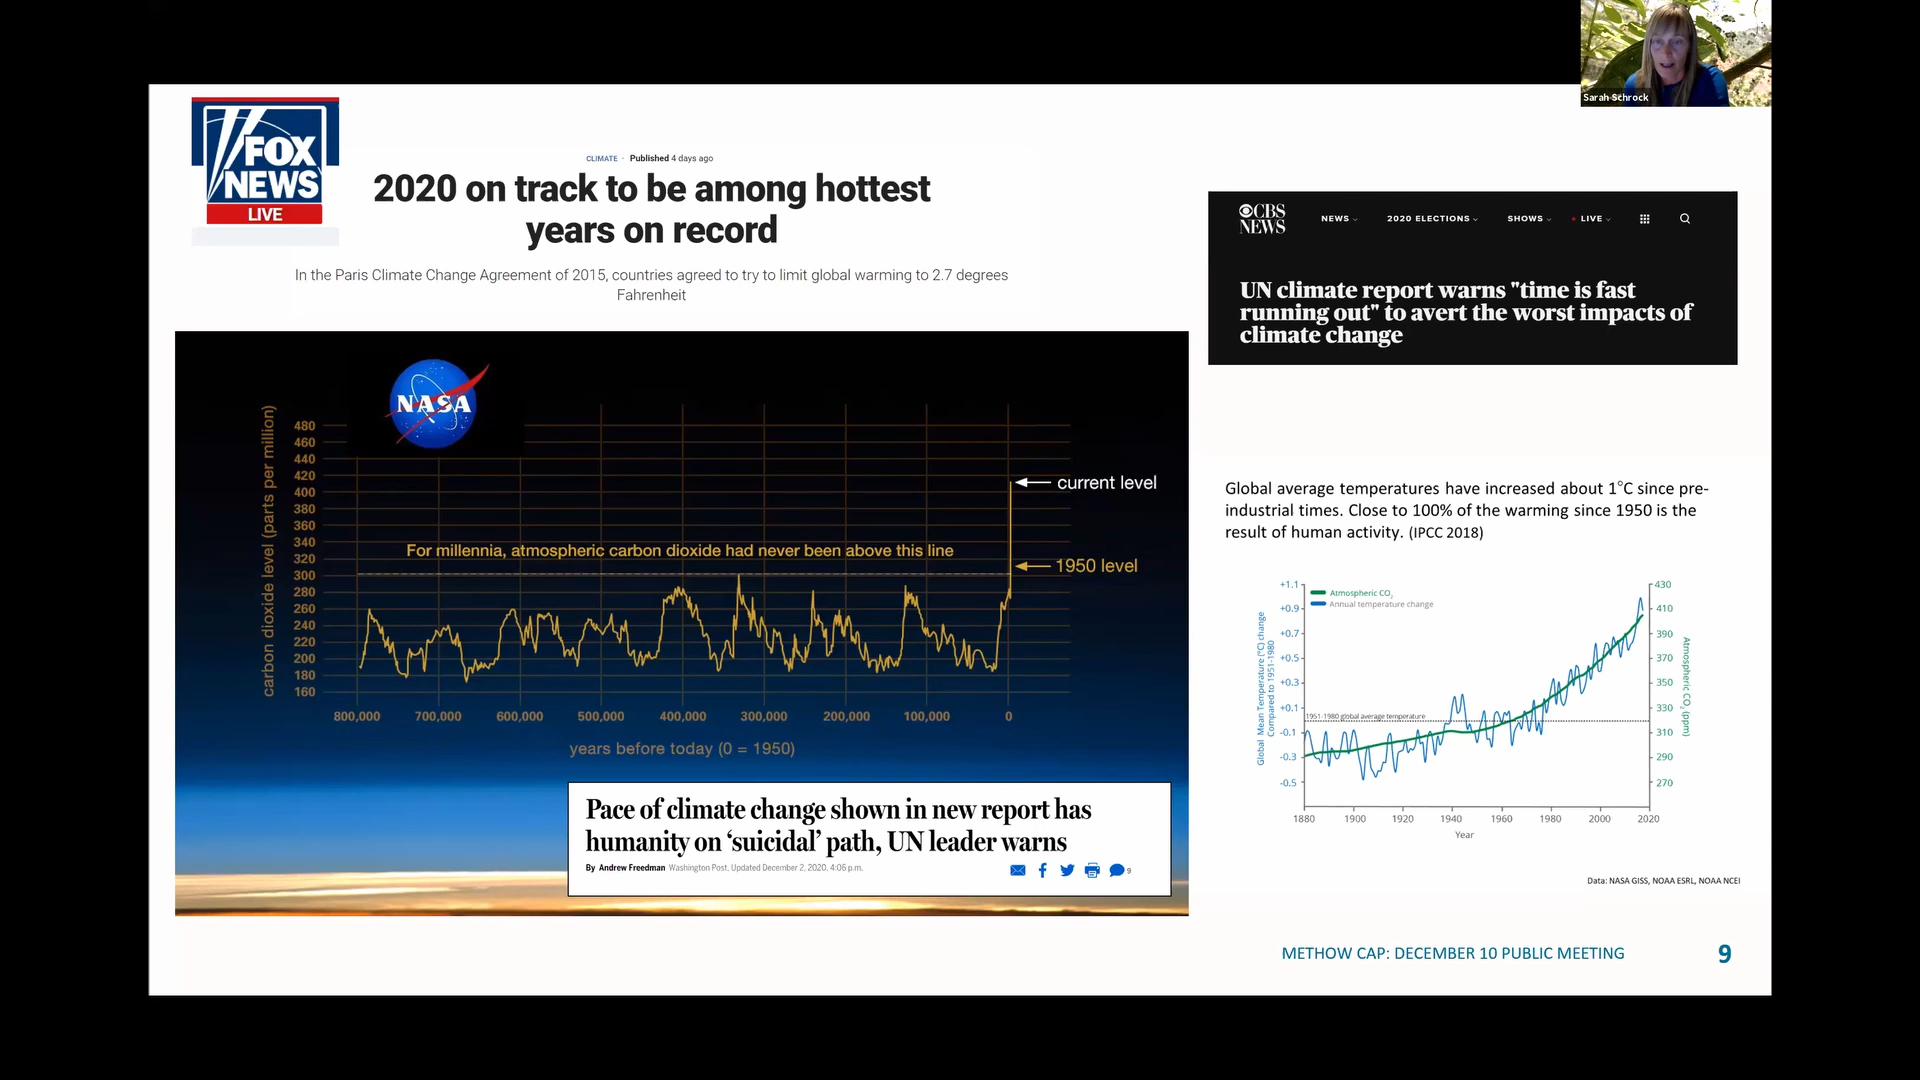 Sarah Schrock
FOX
NEWS
LIVE
CLIMATE · Published 4 days ago
2020 on track to be among hottest
years on record
In the Paris Climate Change Agreement of 2015, countries agreed to try to limit global warming to 2.7 degrees
Fahrenheit
CBS
NEWS
NEWS
2020 ELECTIONS
SHOWS
LIVE
UN climate report warns "time is fast
running out" to avert the worst impacts of
climate change
NASA
carbon dioxide level (parts per million)
480
460
440
420
400
380
360
340
320
300
280
260
240
220
200
180
160
current level
For millennia, atmospheric carbon dioxide had never been above this line
1950 level
800,000
700,000
600,000
500,000
400,000
300,000
200,000
100,000
0
years before today (0 = 1950)
Pace of climate change shown in new report has
humanity on ‘suicidal’ path, UN leader warns
By Andrew Freedman Washington Post, Updated December 2, 2020, 4:06 p.m.
9
Global average temperatures have increased about 1°C since pre-
industrial times. Close to 100% of the warming since 1950 is the
result of human activity. (IPCC 2018)
Global Mean Temperature (°C) change
Compared to 1951-1980
+1.1
+0.9
+0.7
+0.5
+0.3
+0.1
-0.1
-0.3
-0.5
Atmospheric CO2
Annual temperature change
1951-1980 global average temperature
430
410
390
370
350
330
310
290
270
Atmospheric CO2 (ppm)
1880
1900
1920
1940
1960
1980
2000
2020
Year
Data: NASA GISS, NOAA ESRL, NOAA NCEI
METHOW CAP: DECEMBER 10 PUBLIC MEETING
9